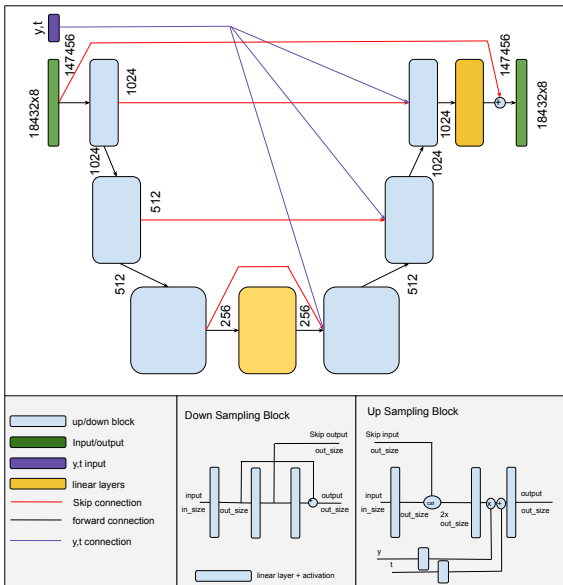 y,t
18432x8
147456
1024
1024
512
512
256
256
512
1024
1024
147456
+
18432x8
up/down block
Input/output
y,t input
linear layers
Skip connection
forward connection
y,t connection
Down Sampling Block
Skip output
out_size
input
in_size
out_size
+
output
out_size
linear layer + activation
Up Sampling Block
Skip input
out_size
input
in_size
out_size
cat
2x
out_size
x
+
output
out_size
y
t